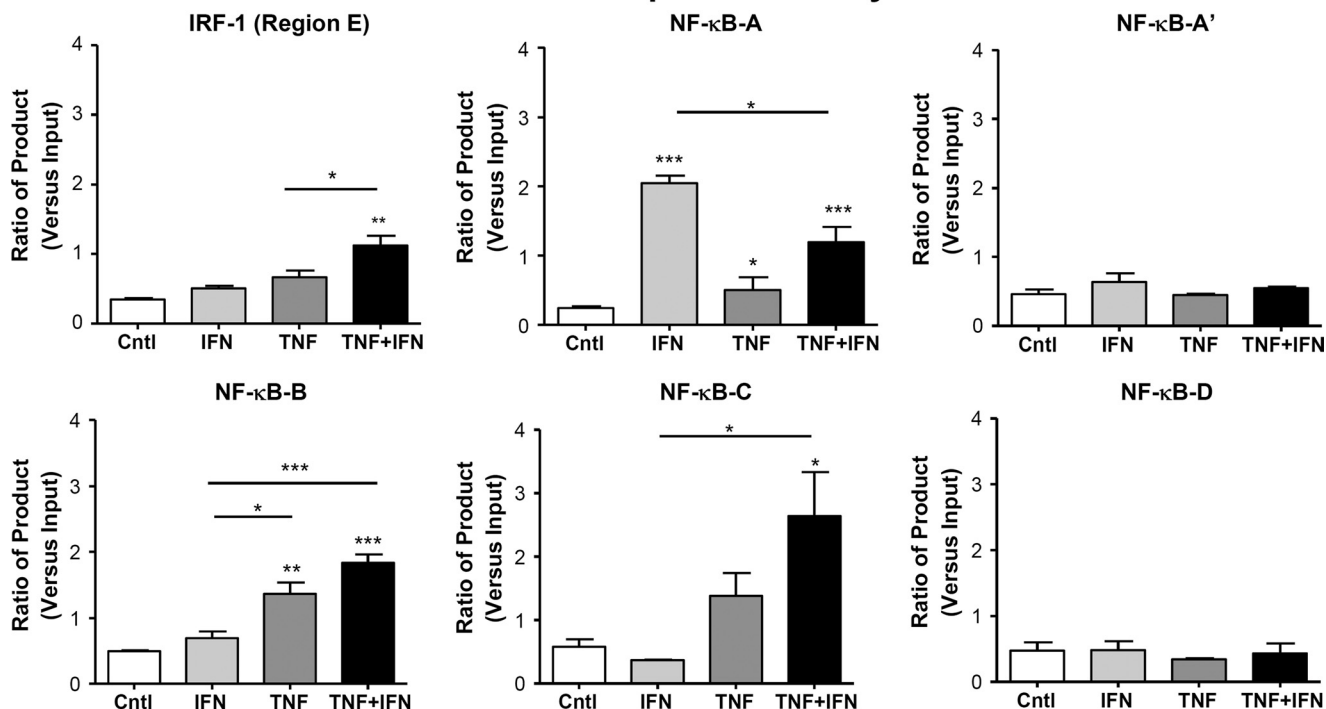 IRF-1 (Region E)
Ratio of Product
(Versus Input)
4
3
2
1
0
*
**
Cntl IFN TNF TNF+IFN
NF-κB-A
Ratio of Product
(Versus Input)
4
3
2
1
0
*
***
*
***
Cntl IFN TNF TNF+IFN
NF-κB-A’
Ratio of Product
(Versus Input)
4
3
2
1
0
Cntl IFN TNF TNF+IFN
NF-κB-B
Ratio of Product
(Versus Input)
4
3
2
1
0
***
*
**
***
Cntl IFN TNF TNF+IFN
NF-κB-C
Ratio of Product
(Versus Input)
4
3
2
1
0
*
*
Cntl IFN TNF TNF+IFN
NF-κB-D
Ratio of Product
(Versus Input)
4
3
2
1
0
Cntl IFN TNF TNF+IFN